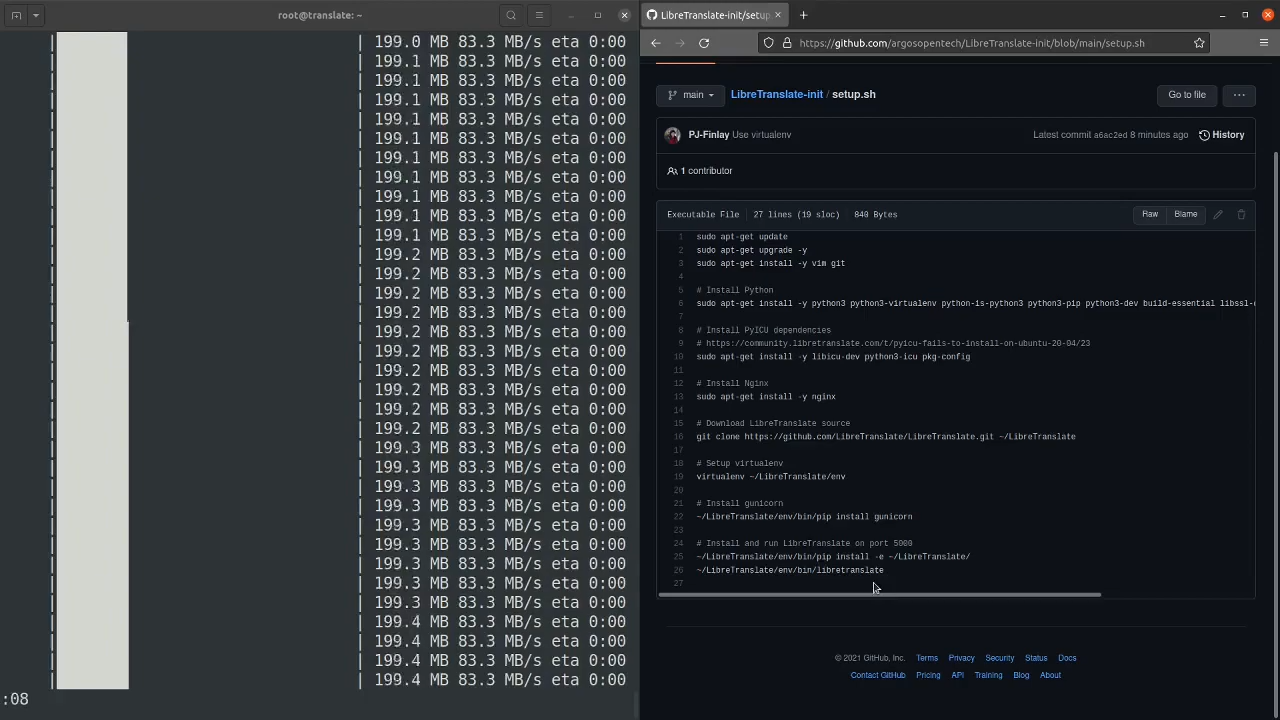 root@translate: ~
| | 199.0 MB 83.3 MB/s eta 0:00
| | 199.1 MB 83.3 MB/s eta 0:00
| | 199.1 MB 83.3 MB/s eta 0:00
| | 199.1 MB 83.3 MB/s eta 0:00
| | 199.1 MB 83.3 MB/s eta 0:00
| | 199.1 MB 83.3 MB/s eta 0:00
| | 199.1 MB 83.3 MB/s eta 0:00
| | 199.1 MB 83.3 MB/s eta 0:00
| | 199.1 MB 83.3 MB/s eta 0:00
| | 199.1 MB 83.3 MB/s eta 0:00
| | 199.1 MB 83.3 MB/s eta 0:00
| | 199.2 MB 83.3 MB/s eta 0:00
| | 199.2 MB 83.3 MB/s eta 0:00
| | 199.2 MB 83.3 MB/s eta 0:00
| | 199.2 MB 83.3 MB/s eta 0:00
| | 199.2 MB 83.3 MB/s eta 0:00
| | 199.2 MB 83.3 MB/s eta 0:00
| | 199.2 MB 83.3 MB/s eta 0:00
| | 199.2 MB 83.3 MB/s eta 0:00
| | 199.2 MB 83.3 MB/s eta 0:00
| | 199.2 MB 83.3 MB/s eta 0:00
| | 199.3 MB 83.3 MB/s eta 0:00
| | 199.3 MB 83.3 MB/s eta 0:00
| | 199.3 MB 83.3 MB/s eta 0:00
| | 199.3 MB 83.3 MB/s eta 0:00
| | 199.3 MB 83.3 MB/s eta 0:00
| | 199.3 MB 83.3 MB/s eta 0:00
| | 199.3 MB 83.3 MB/s eta 0:00
| | 199.3 MB 83.3 MB/s eta 0:00
| | 199.3 MB 83.3 MB/s eta 0:00
| | 199.4 MB 83.3 MB/s eta 0:00
| | 199.4 MB 83.3 MB/s eta 0:00
| | 199.4 MB 83.3 MB/s eta 0:00
| | 199.4 MB 83.3 MB/s eta 0:00
:08
LibreTranslate-init/setup
https://github.com/argosopentech/LibreTranslate-init/blob/main/setup.sh
main LibreTranslate-init / setup.sh Go to file ...
PJ-Finlay Use virtualenv Latest commit a6ac2ed 8 minutes ago History
1 contributor
Executable File 27 lines (19 sloc) 840 Bytes Raw Blame
1 sudo apt-get update
2 sudo apt-get upgrade -y
3 sudo apt-get install -y vim git
4
5 # Install Python
6 sudo apt-get install -y python3 python3-virtualenv python-is-python3 python3-pip python3-dev build-essential libssl-
7
8 # Install PyICU dependencies
9 # https://community.libretranslate.com/t/pyicu-fails-to-install-on-ubuntu-20-04/23
10 sudo apt-get install -y libicu-dev python3-icu pkg-config
11
12 # Install Nginx
13 sudo apt-get install -y nginx
14
15 # Download LibreTranslate source
16 git clone https://github.com/LibreTranslate/LibreTranslate.git ~/LibreTranslate
17
18 # Setup virtualenv
19 virtualenv ~/LibreTranslate/env
20
21 # Install gunicorn
22 ~/LibreTranslate/env/bin/pip install gunicorn
23
24 # Install and run LibreTranslate on port 5000
25 ~/LibreTranslate/env/bin/pip install -e ~/LibreTranslate/
26 ~/LibreTranslate/env/bin/libretranslate
27
© 2021 GitHub, Inc. Terms Privacy Security Status Docs
Contact GitHub Pricing API Training Blog About